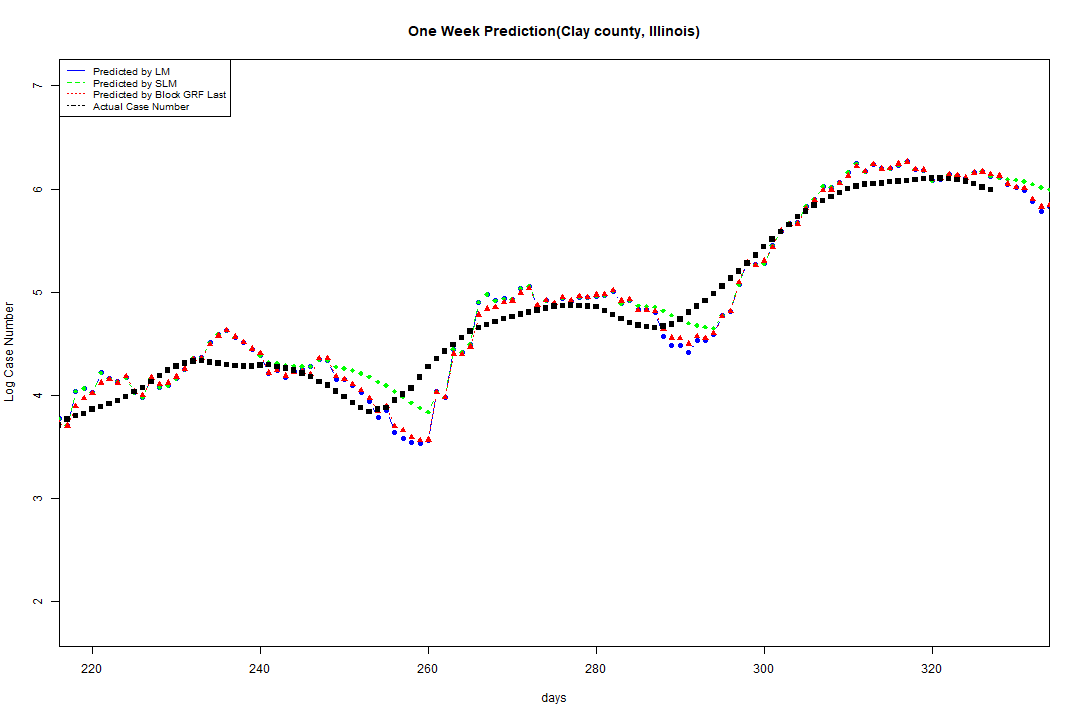 One Week Prediction(Clay county, Illinois)
Predicted by LM
Predicted by SLM
Predicted by Block GRF Last
Actual Case Number
7
6
5
4
3
2
Log Case Number
220 240 260 280 300 320
days